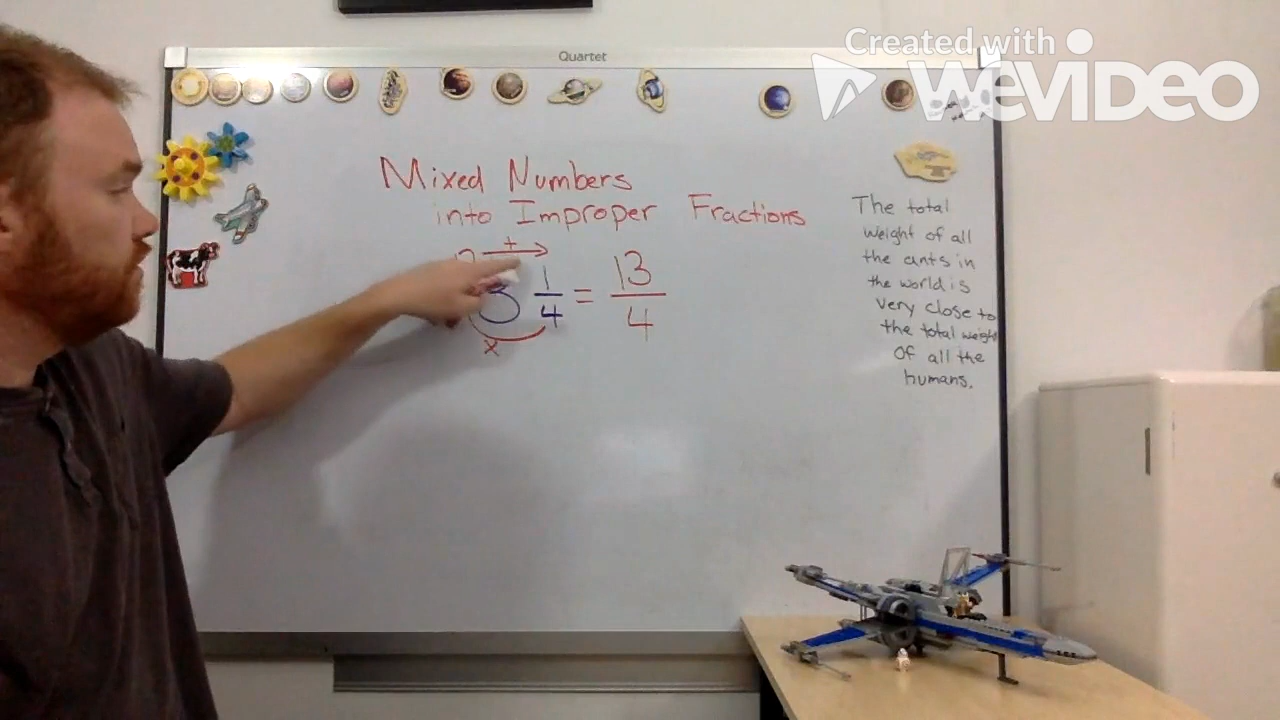 Created with
WEVIDEO
Quartet
Mixed Numbers
into Improper Fractions
+
3 1/4 = 13/4
x
The total
weight of all
the ants in
the world is
very close to
the total weight
of all the
humans.